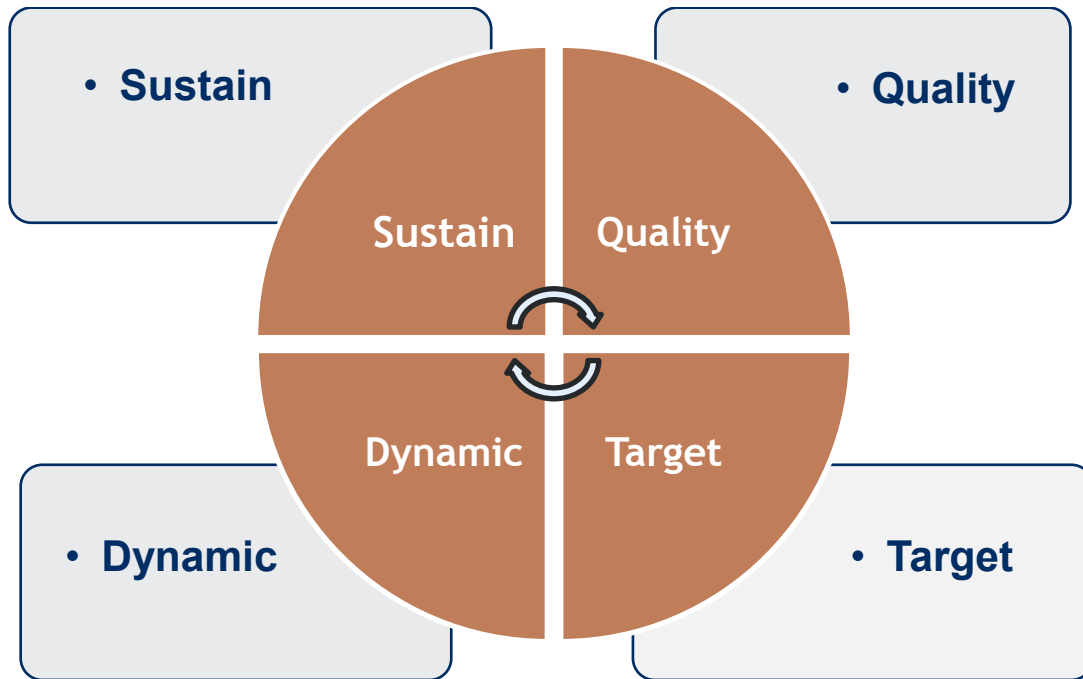 • Sustain
• Quality
Sustain
Quality
Dynamic
Target
• Dynamic
• Target